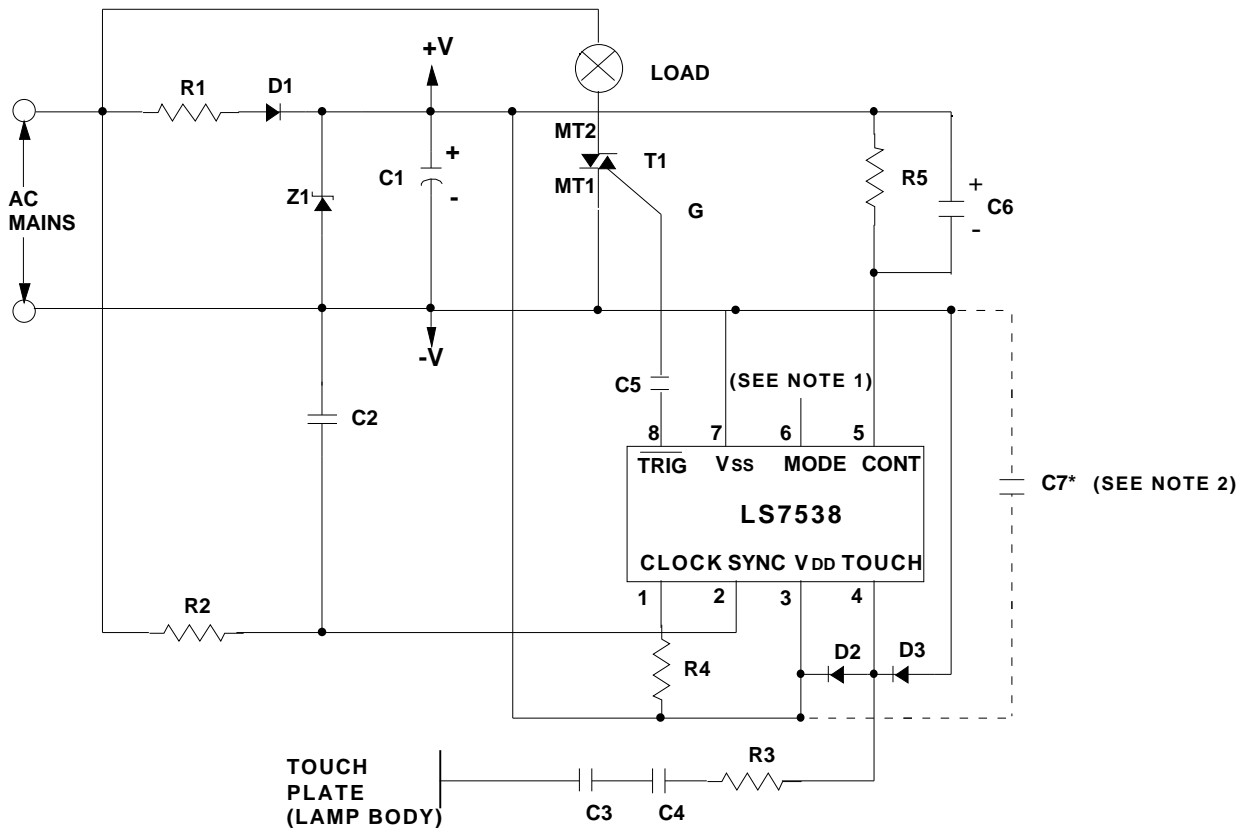 +V
LOAD
R1
D1
MT2
T1
MT1
+
C1
-
R5
+
C6
-
AC
MAINS
Z1
G
-V
C5
(SEE NOTE 1)
C2
8 7 6 5
TRIG VSS MODE CONT
C7* (SEE NOTE 2)
LS7538
CLOCK SYNC VDD TOUCH
1 2 3 4
R2
R4
D2
D3
R3
TOUCH
PLATE
(LAMP BODY)
C3
C4